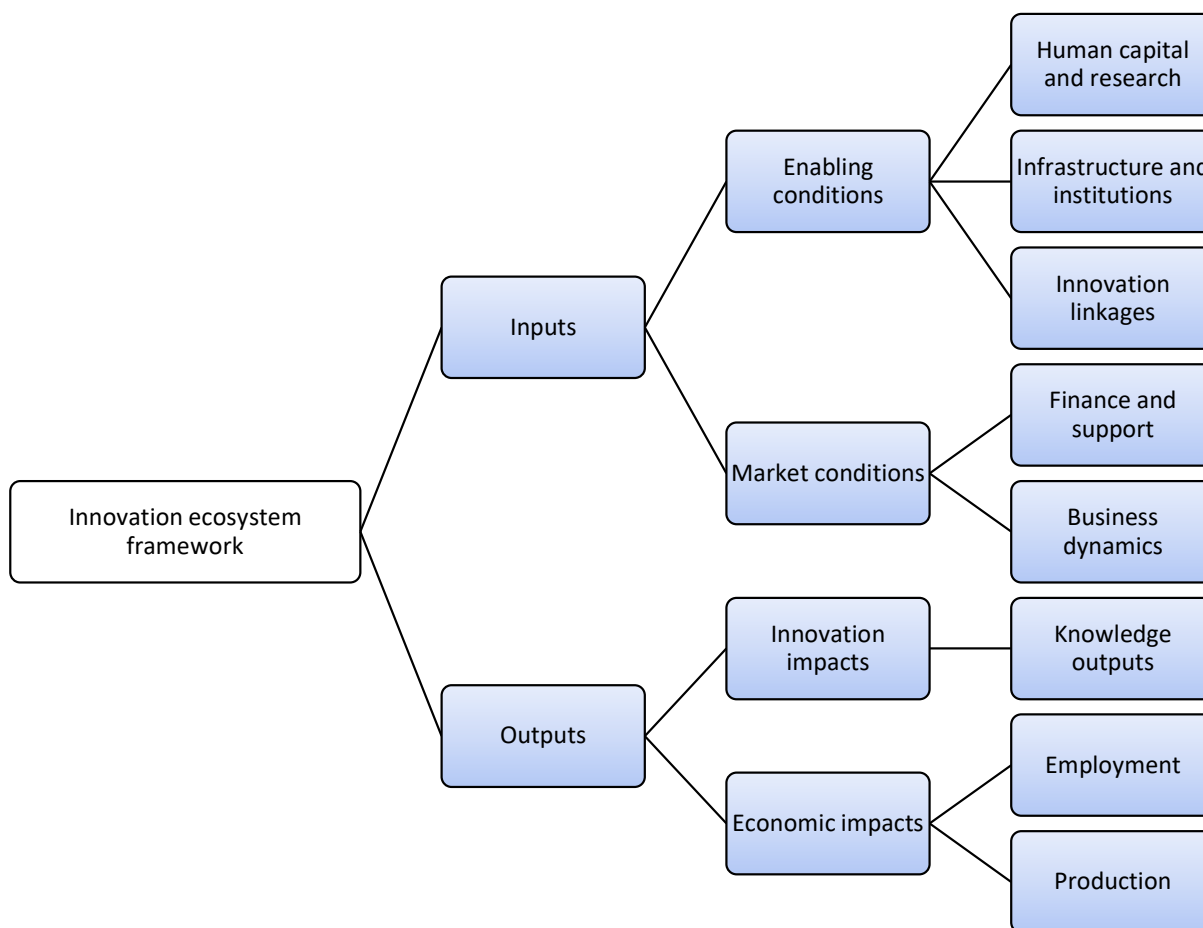 Human capital
and research
Enabling
conditions
Infrastructure and
institutions
Innovation
linkages
Inputs
Finance and
support
Market conditions
Business
dynamics
Innovation ecosystem
framework
Innovation
impacts
Knowledge
outputs
Outputs
Employment
Economic impacts
Production